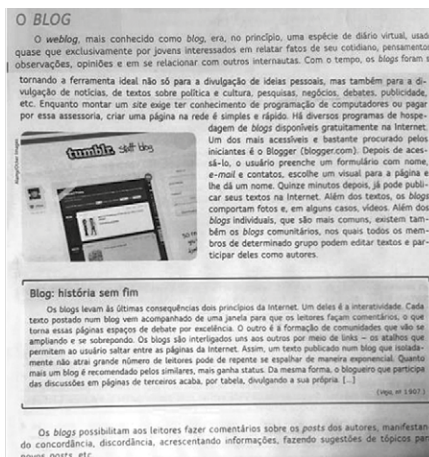 O BLOG
O weblog, mais conhecido como blog, era, no princípio, uma espécie de diário virtual, usado
quase que exclusivamente por jovens interessados em relatar fatos de seu cotidiano, pensamentos
observações, opiniões e em se relacionar com outros internautas. Com o tempo, os blogs foram s
tornando a ferramenta ideal não só para a divulgação de ideias pessoais, mas também para a di-
vulgação de notícias, de textos sobre política e cultura, pesquisas, negócios, debates, publicidade,
etc. Enquanto montar um site exige ter conhecimento de programação de computadores ou pagar
por essa assessoria, criar uma página na rede é simples e rápido. Há diversos programas de hospe-
dagem de blogs disponíveis gratuitamente na Internet.
Um dos mais acessíveis e bastante procurado pelos
iniciantes é o Blogger (blogger.com). Depois de aces-
sá-lo, o usuário preenche um formulário com nome,
e-mail e contatos, escolhe um visual para a página e
lhe dá um nome. Quinze minutos depois, já pode publi-
car seus textos na Internet. Além dos textos, os blogs
comportam fotos e, em alguns casos, vídeos. Além dos
blogs individuais, que são mais comuns, existem tam-
bém os blogs comunitários, nos quais todos os mem-
bros de determinado grupo podem editar textos e par-
ticipar deles como autores.
tumblr. staff blog
Blog: história sem fim
Os blogs levam às últimas consequências dois princípios da Internet. Um deles é a interatividade. Cada
texto postado num blog vem acompanhado de uma janela para que os leitores façam comentários, o que
torna essas páginas espaços de debate por excelência. O outro é a formação de comunidades que vão se
ampliando e se sobrepondo. Os blogs são interligados uns aos outros por meio de links — os atalhos que
permitem ao usuário saltar entre as páginas da Internet. Assim, um texto publicado num blog que isolada-
mente não atrai grande número de leitores pode de repente se espalhar de maneira exponencial. Quanto
mais um blog é recomendado pelos similares, mais ganha status. Da mesma forma, o blogueiro que participa
das discussões em páginas de terceiros acaba, por tabela, divulgando a sua própria. [...]
(Veja, nº 1907.)
Os blogs possibilitam aos leitores fazer comentários sobre os posts dos autores, manifestan
do concordância, discordância, acrescentando informações, fazendo sugestões de tópicos par
novos posts, etc.